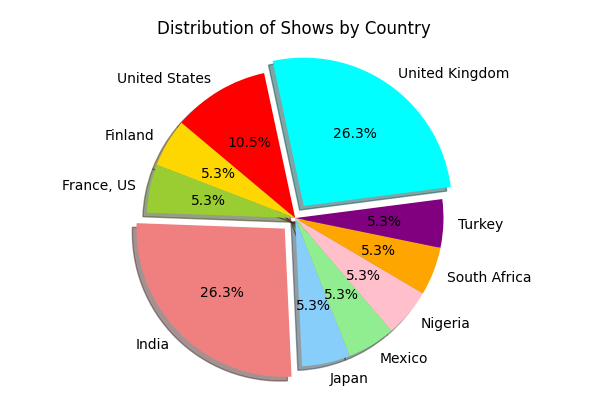 Distribution of Shows by Country
United Kingdom
26.3%
United States
10.5%
Finland
5.3%
France, US
5.3%
India
26.3%
Japan
5.3%
Mexico
5.3%
Nigeria
5.3%
South Africa
5.3%
Turkey
5.3%